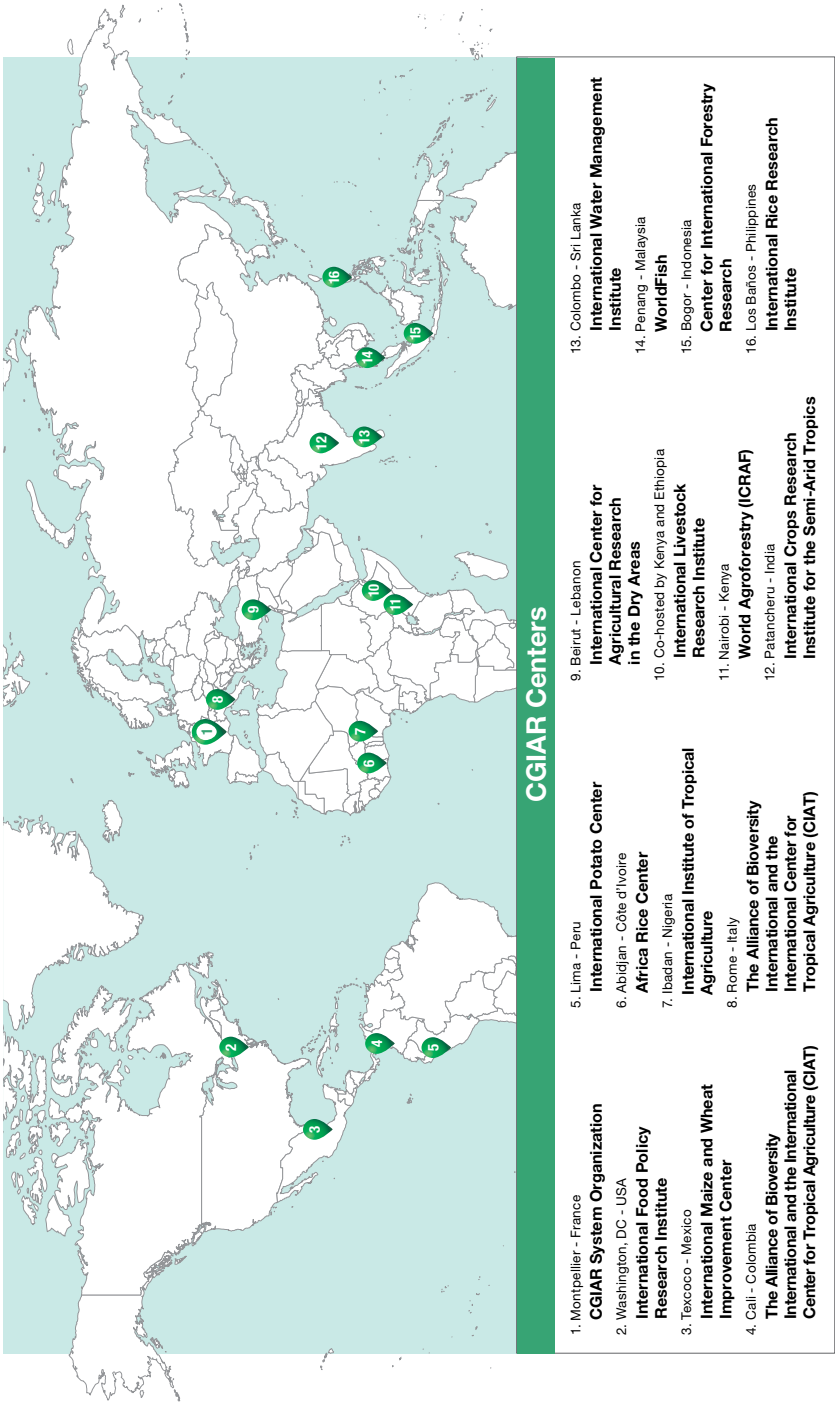 2
3
4
5
1
8
6
7
9
10
11
12
13
14
15
16
CGIAR Centers
1. Montpellier - France
CGIAR System Organization
2. Washington, DC - USA
International Food Policy
Research Institute
3. Texcoco - Mexico
International Maize and Wheat
Improvement Center
4. Cali - Colombia
The Alliance of Bioversity
International and the International
Center for Tropical Agriculture (CIAT)
5. Lima - Peru
International Potato Center
6. Abidjan - Côte d'Ivoire
Africa Rice Center
7. Ibadan - Nigeria
International Institute of Tropical
Agriculture
8. Rome - Italy
The Alliance of Bioversity
International and the
International Center for
Tropical Agriculture (CIAT)
9. Beirut - Lebanon
International Center for
Agricultural Research
in the Dry Areas
10. Co-hosted by Kenya and Ethiopia
International Livestock
Research Institute
11. Nairobi - Kenya
World Agroforestry (ICRAF)
12. Patancheru - India
International Crops Research
Institute for the Semi-Arid Tropics
13. Colombo - Sri Lanka
International Water Management
Institute
14. Penang - Malaysia
WorldFish
15. Bogor - Indonesia
Center for International Forestry
Research
16. Los Baños - Philippines
International Rice Research
Institute